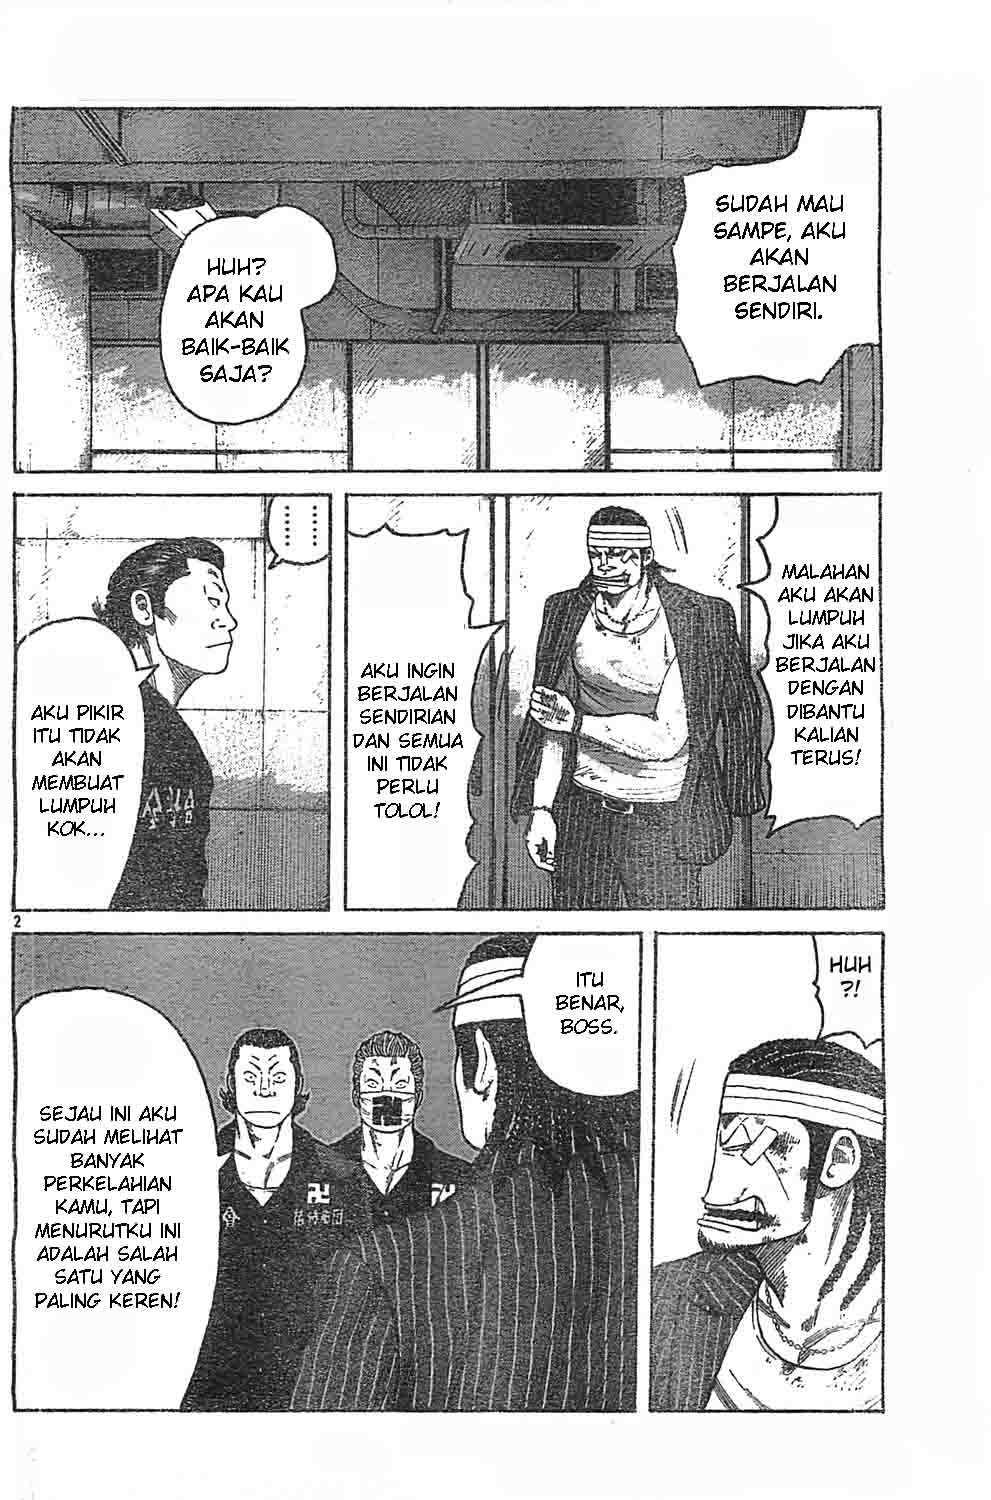 SUDAH MAU
SAMPE, AKU
AKAN
BERJALAN
SENDIRI.
HUH?
APA KAU
AKAN
BAIK-BAIK
SAJA?
MALAHAN
AKU AKAN
LUMPUH
JIKA AKU
BERJALAN
DENGAN
DIBANTU
KALIAN
TERUS!
AKU INGIN
BERJALAN
SENDIRIAN
DAN SEMUA
INI TIDAK
PERLU
TOLOL!
AKU PIKIR
ITU TIDAK
AKAN
MEMBUAT
LUMPUH
KOK...
2
HUH
?!
ITU
BENAR,
BOSS.
SEJAU INI AKU
SUDAH MELIHAT
BANYAK
PERKELAHIAN
KAMU, TAPI
MENURUTKU INI
ADALAH SALAH
SATU YANG
PALING KEREN!